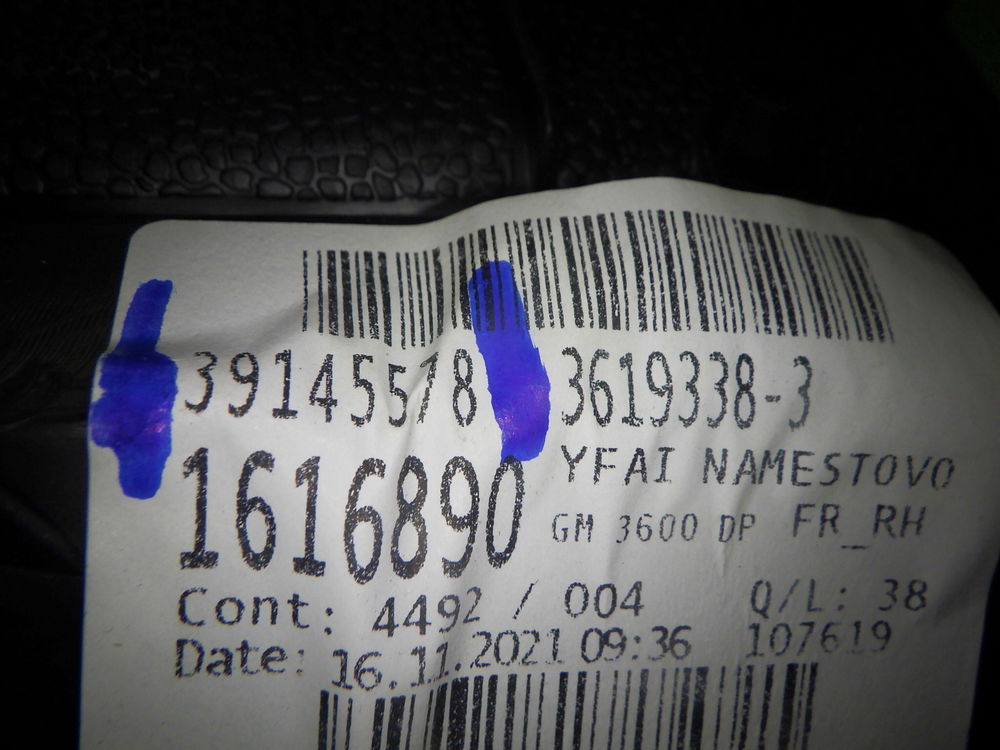 39145578 3619338-3
1616890 YFAI NAMESTOVO
GM 3600 DP FR_RH
Cont: 4492 / 004 Q/L: 38
Date: 16.11.2021 09:36 107619